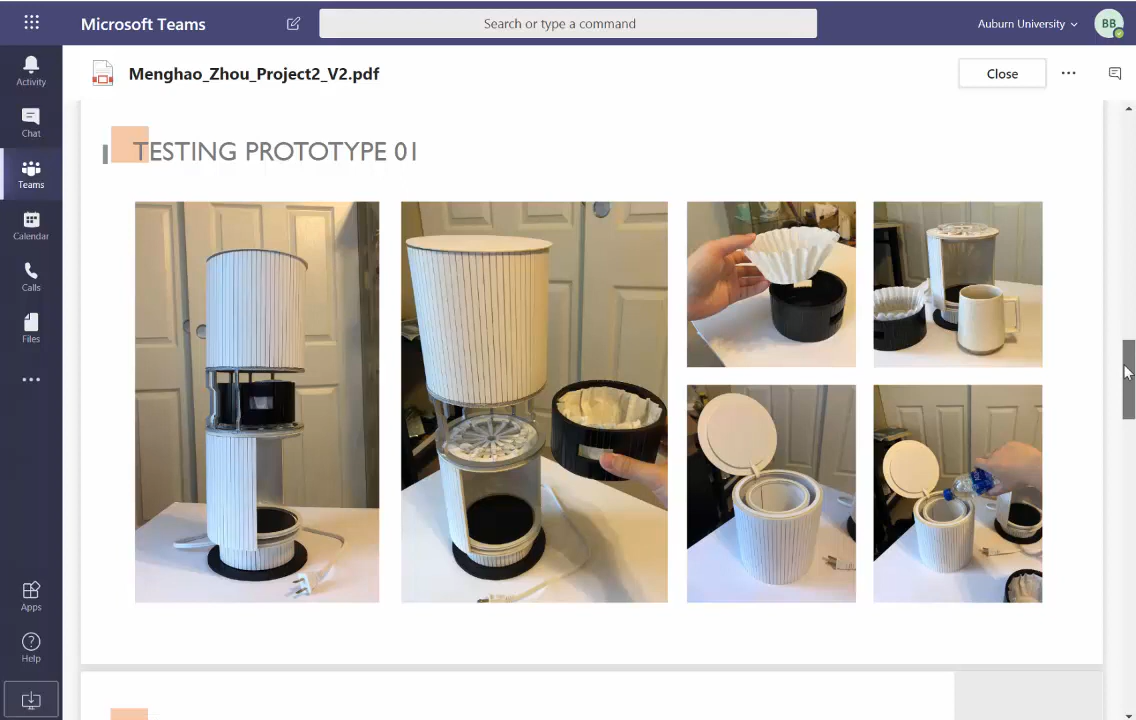 Microsoft Teams
Search or type a command
Auburn University
BB
Activity
Chat
Teams
Calendar
Calls
Files
Apps
Help
Menghao_Zhou_Project2_V2.pdf
Close
TESTING PROTOTYPE 01